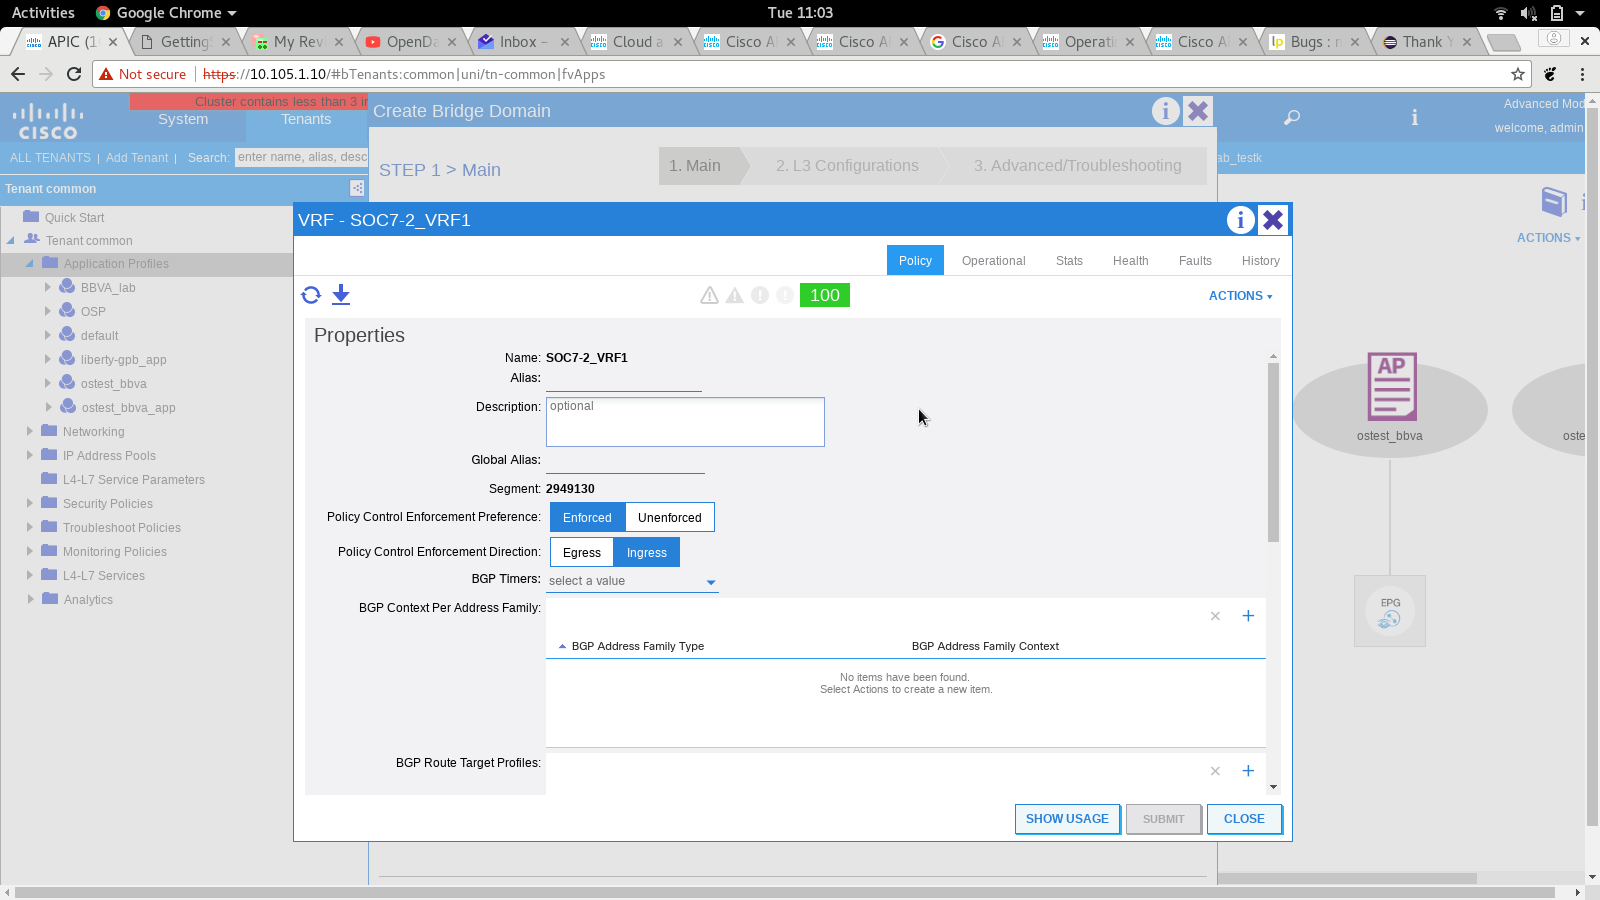 Activities Google Chrome Tue 11:03
APIC (1 Getting My Rev OpenDa Inbox – Cloud a Cisco A Cisco A Cisco A Operati Cisco A Bugs : n Thank Y
Not secure https://10.105.1.10/#bTenants:common|uni/tn-common|fvApps
Cluster contains less than 3 in
CISCO
System Tenants
Create Bridge Domain
Advanced Mod
welcome, admin
ALL TENANTS | Add Tenant | Search: enter name, alias, desc
ab_testk
STEP 1 > Main
1. Main 2. L3 Configurations 3. Advanced/Troubleshooting
Tenant common
Quick Start
Tenant common
Application Profiles
BBVA_lab
OSP
default
liberty-gpb_app
ostest_bbva
ostest_bbva_app
Networking
IP Address Pools
L4-L7 Service Parameters
Security Policies
Troubleshoot Policies
Monitoring Policies
L4-L7 Services
Analytics
VRF - SOC7-2_VRF1
Policy Operational Stats Health Faults History
100
ACTIONS
Properties
Name: SOC7-2_VRF1
Alias:
Description: optional
Global Alias:
Segment: 2949130
Policy Control Enforcement Preference: Enforced Unenforced
Policy Control Enforcement Direction: Egress Ingress
BGP Timers: select a value
BGP Context Per Address Family:
BGP Address Family Type BGP Address Family Context
No items have been found.
Select Actions to create a new item.
BGP Route Target Profiles:
SHOW USAGE SUBMIT CLOSE
ACTIONS
AP
ostest_bbva
oste
EPG